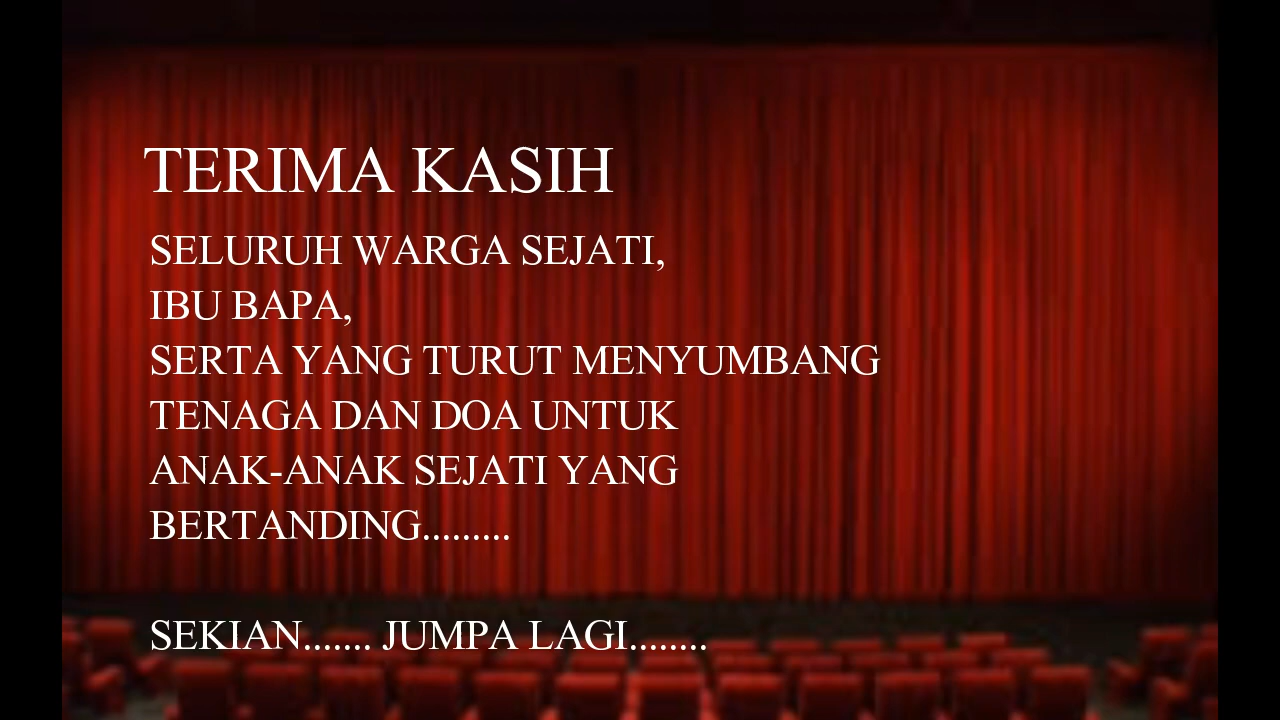 TERIMA KASIH
SELURUH WARGA SEJATI,
IBU BAPA,
SERTA YANG TURUT MENYUMBANG
TENAGA DAN DOA UNTUK
ANAK-ANAK SEJATI YANG
BERTANDING.........
SEKIAN....... JUMPA LAGI........